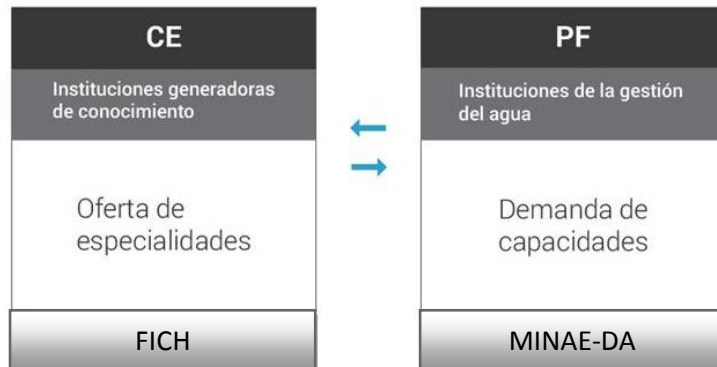 CE
Instituciones generadoras
de conocimiento
Oferta de
especialidades
FICH
PF
Instituciones de la gestión
del agua
Demanda de
capacidades
MINAE-DA